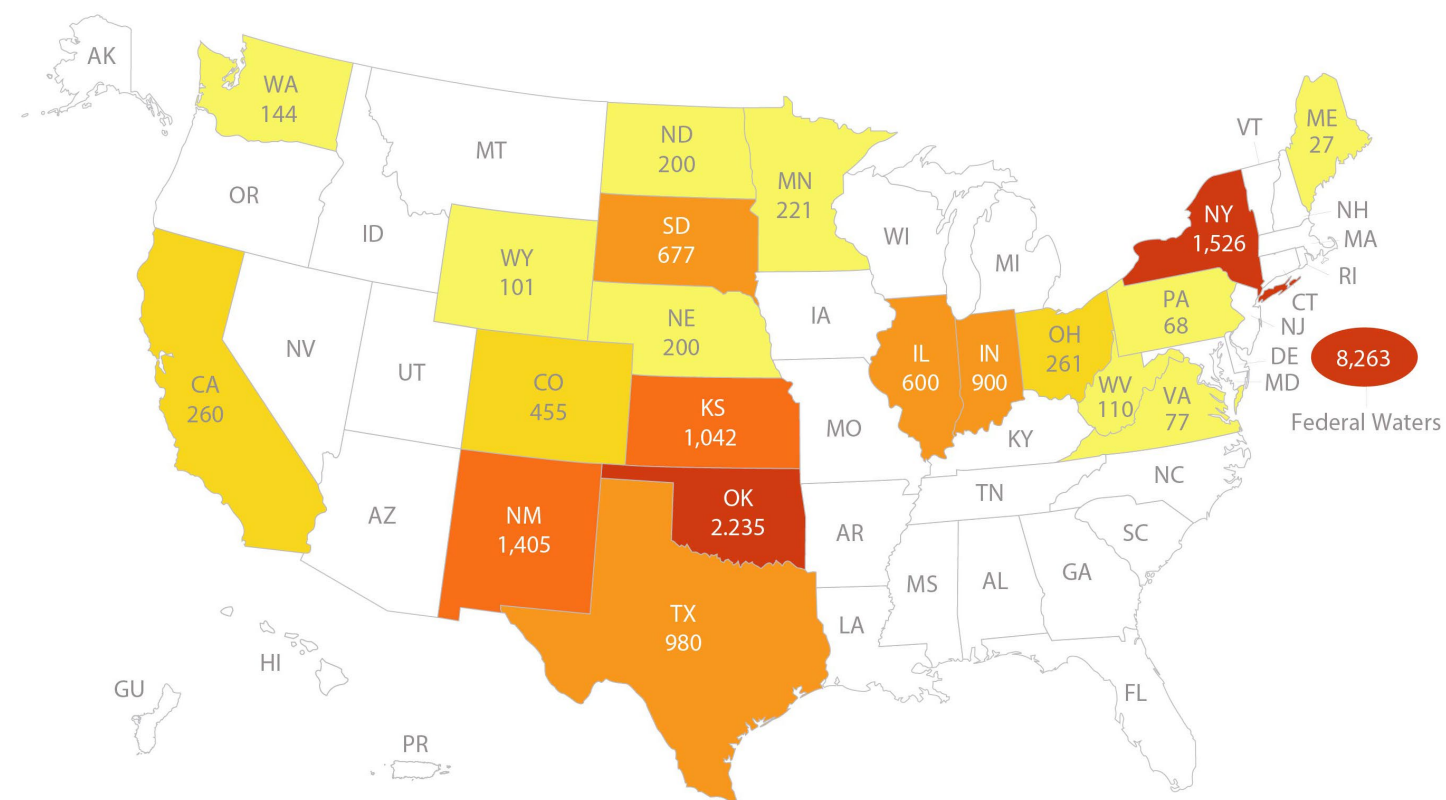 AK
WA
144
MT
ND
200
MN
221
VT
ME
27
OR
ID
WY
101
SD
677
WI
MI
NY
1,526
NH
MA
RI
CT
NJ
DE
MD
8,263
Federal Waters
NV
UT
CA
260
CO
455
NE
200
IA
IL
600
IN
900
OH
261
PA
68
WV
110
VA
77
KS
1,042
MO
KY
NC
TN
SC
AZ
NM
1,405
OK
2.235
AR
MS
AL
GA
TX
980
LA
FL
HI
GU
PR